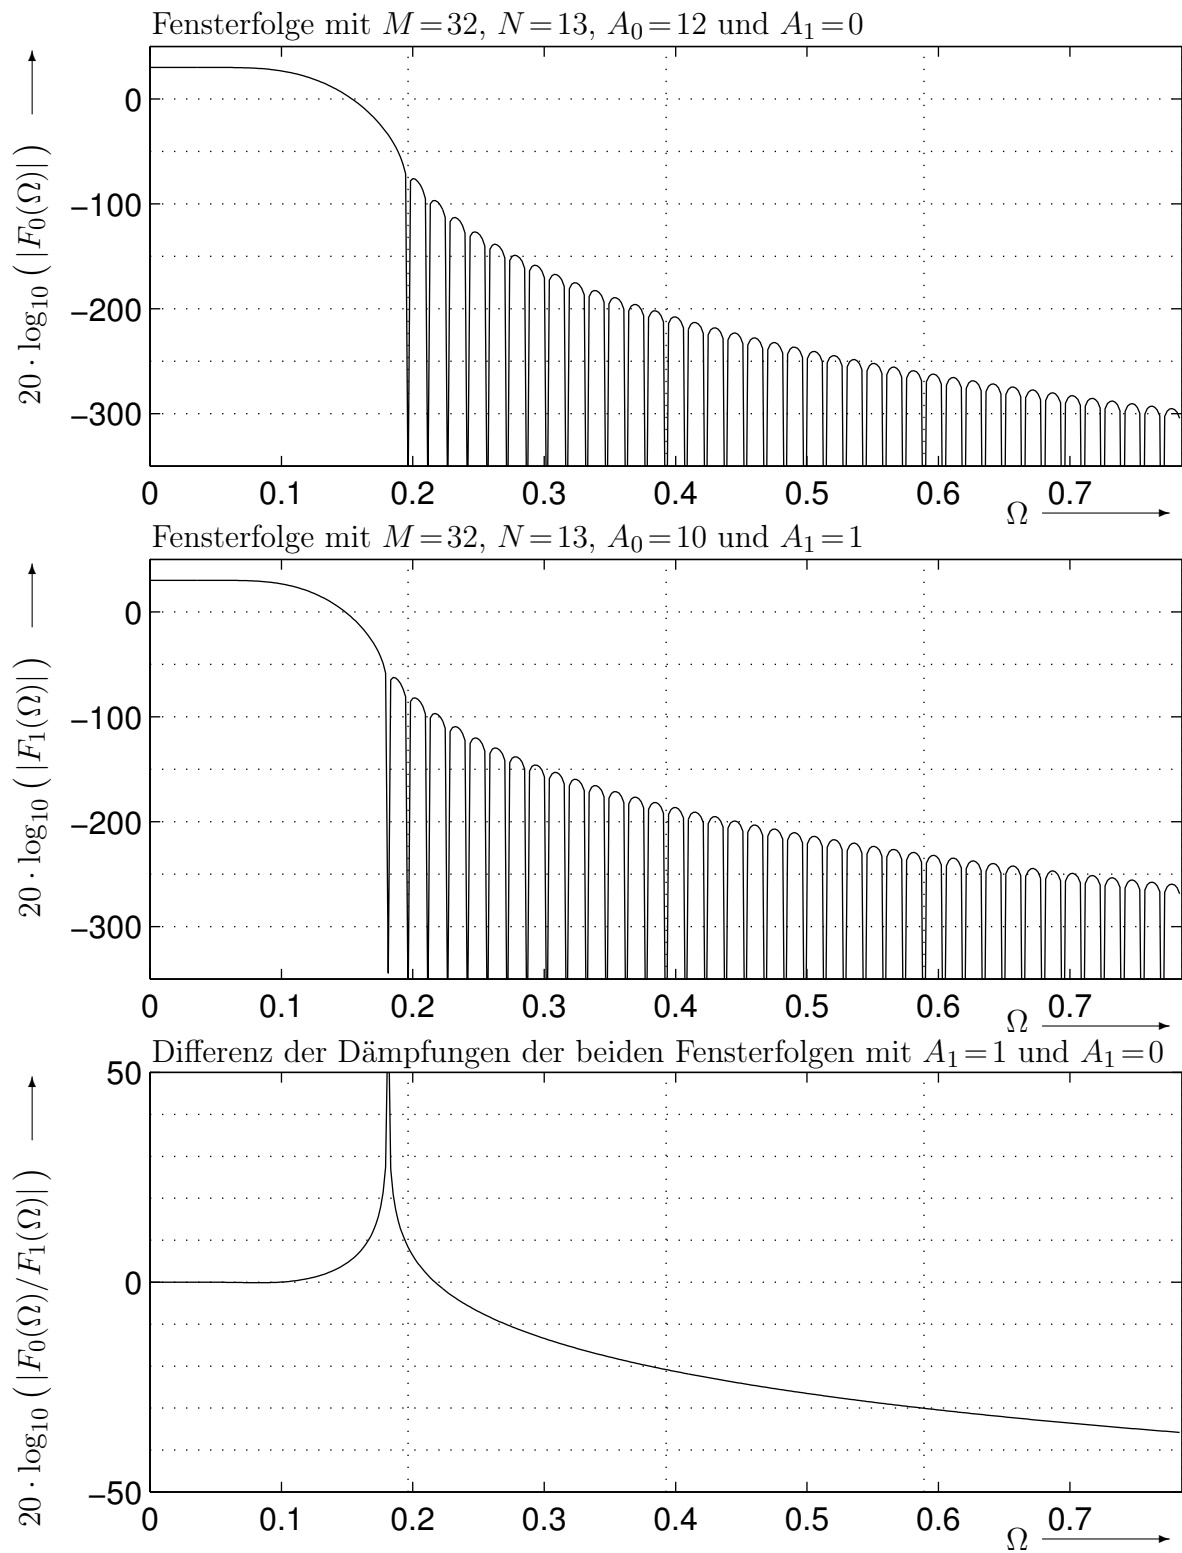 Fensterfolge mit M=32, N=13, A₀=12 und A₁=0
20 · log₁₀ ( |F₀(Ω)| )
0
−100
−200
−300
0 0.1 0.2 0.3 0.4 0.5 0.6 0.7
Ω
Fensterfolge mit M=32, N=13, A₀=10 und A₁=1
20 · log₁₀ ( |F₁(Ω)| )
0
−100
−200
−300
0 0.1 0.2 0.3 0.4 0.5 0.6 0.7
Ω
Differenz der Dämpfungen der beiden Fensterfolgen mit A₁=1 und A₁=0
20 · log₁₀ ( |F₀(Ω)/F₁(Ω)| )
50
0
−50
0 0.1 0.2 0.3 0.4 0.5 0.6 0.7
Ω